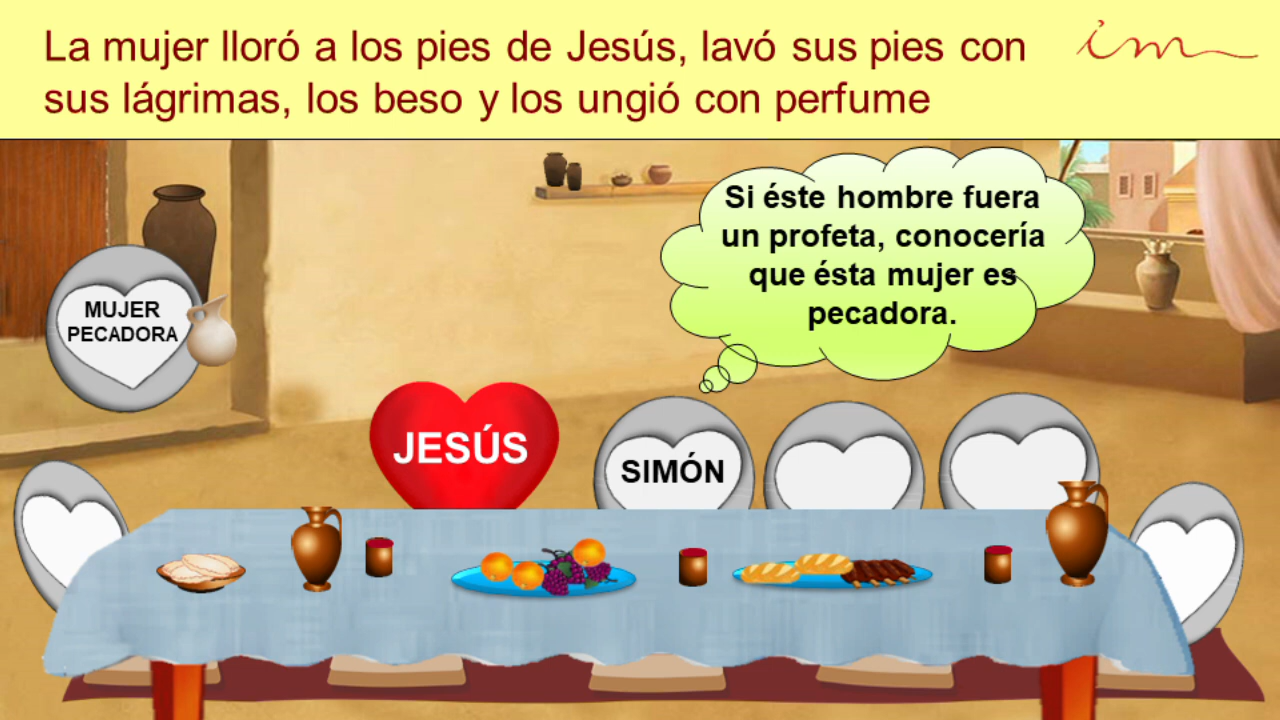 La mujer lloró a los pies de Jesús, lavó sus pies con
sus lágrimas, los beso y los ungió con perfume
im
Si éste hombre fuera
un profeta, conocería
que ésta mujer es
pecadora.
MUJER
PECADORA
JESÚS
SIMÓN